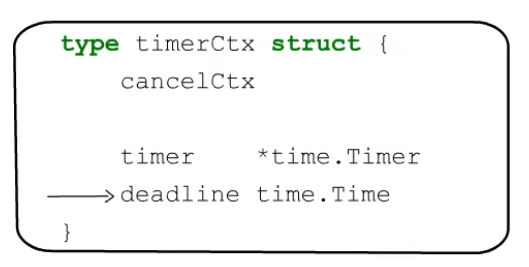 type timerCtx struct {
    cancelCtx

    timer    *time.Timer
    deadline time.Time
}